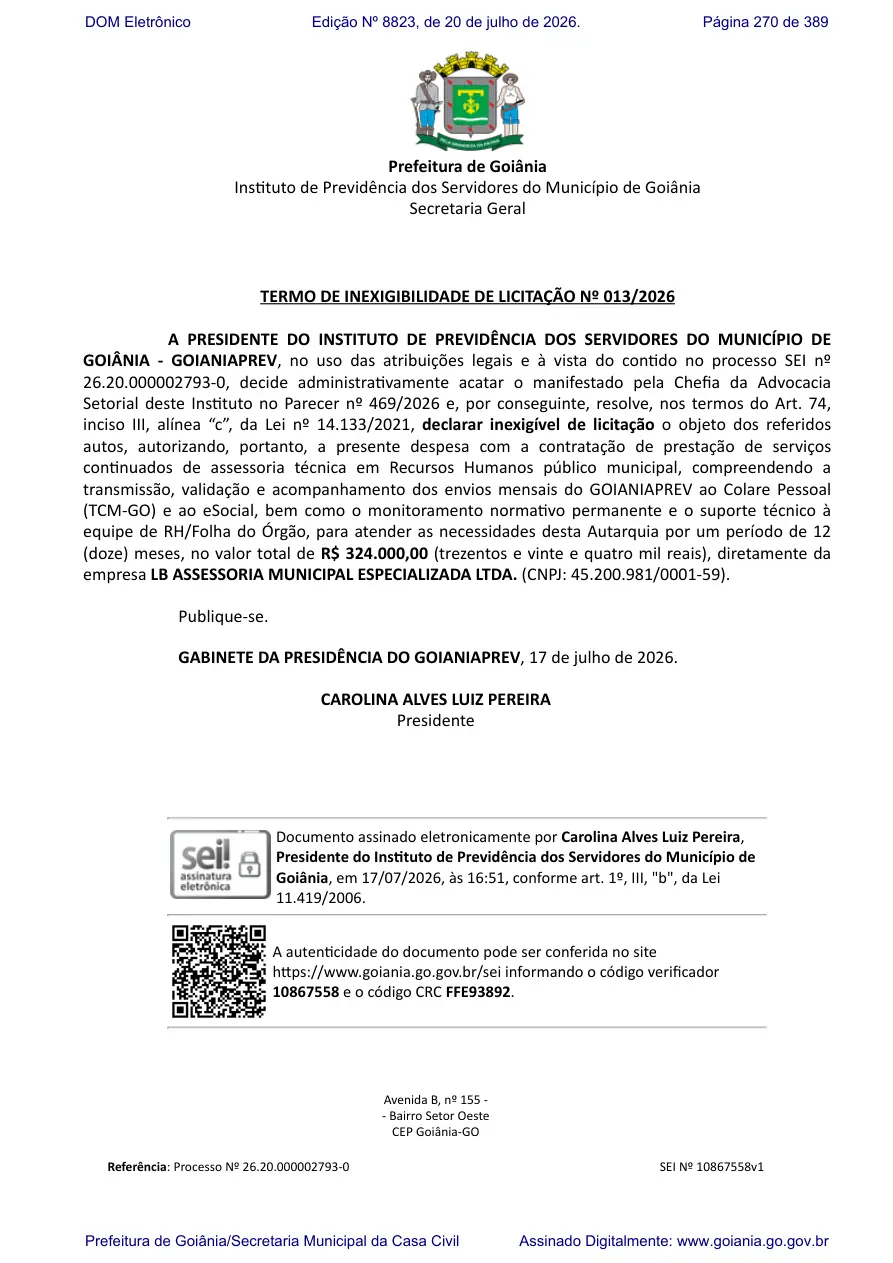 DOM Eletrônico Edição Nº 8823, de 20 de julho de 2026. Página 270 de 389
PELA GRANDEZA DA PÁTRIA
Prefeitura de Goiânia
Instituto de Previdência dos Servidores do Município de Goiânia
Secretaria Geral
TERMO DE INEXIGIBILIDADE DE LICITAÇÃO Nº 013/2026
A PRESIDENTE DO INSTITUTO DE PREVIDÊNCIA DOS SERVIDORES DO MUNICÍPIO DE
GOIÂNIA - GOIANIAPREV, no uso das atribuições legais e à vista do contido no processo SEI nº
26.20.000002793-0, decide administrativamente acatar o manifestado pela Chefia da Advocacia
Setorial deste Instituto no Parecer nº 469/2026 e, por conseguinte, resolve, nos termos do Art. 74,
inciso III, alínea “c”, da Lei nº 14.133/2021, declarar inexigível de licitação o objeto dos referidos
autos, autorizando, portanto, a presente despesa com a contratação de prestação de serviços
continuados de assessoria técnica em Recursos Humanos público municipal, compreendendo a
transmissão, validação e acompanhamento dos envios mensais do GOIANIAPREV ao Colare Pessoal
(TCM-GO) e ao eSocial, bem como o monitoramento normativo permanente e o suporte técnico à
equipe de RH/Folha do Órgão, para atender as necessidades desta Autarquia por um período de 12
(doze) meses, no valor total de R$ 324.000,00 (trezentos e vinte e quatro mil reais), diretamente da
empresa LB ASSESSORIA MUNICIPAL ESPECIALIZADA LTDA. (CNPJ: 45.200.981/0001-59).
Publique-se.
GABINETE DA PRESIDÊNCIA DO GOIANIAPREV, 17 de julho de 2026.
CAROLINA ALVES LUIZ PEREIRA
Presidente
sei!
assinatura
eletrônica
Documento assinado eletronicamente por Carolina Alves Luiz Pereira,
Presidente do Instituto de Previdência dos Servidores do Município de
Goiânia, em 17/07/2026, às 16:51, conforme art. 1º, III, "b", da Lei
11.419/2006.
A autenticidade do documento pode ser conferida no site
https://www.goiania.go.gov.br/sei informando o código verificador
10867558 e o código CRC FFE93892.
Avenida B, nº 155 -
- Bairro Setor Oeste
CEP Goiânia-GO
Referência: Processo Nº 26.20.000002793-0 SEI Nº 10867558v1
Prefeitura de Goiânia/Secretaria Municipal da Casa Civil Assinado Digitalmente: www.goiania.go.gov.br